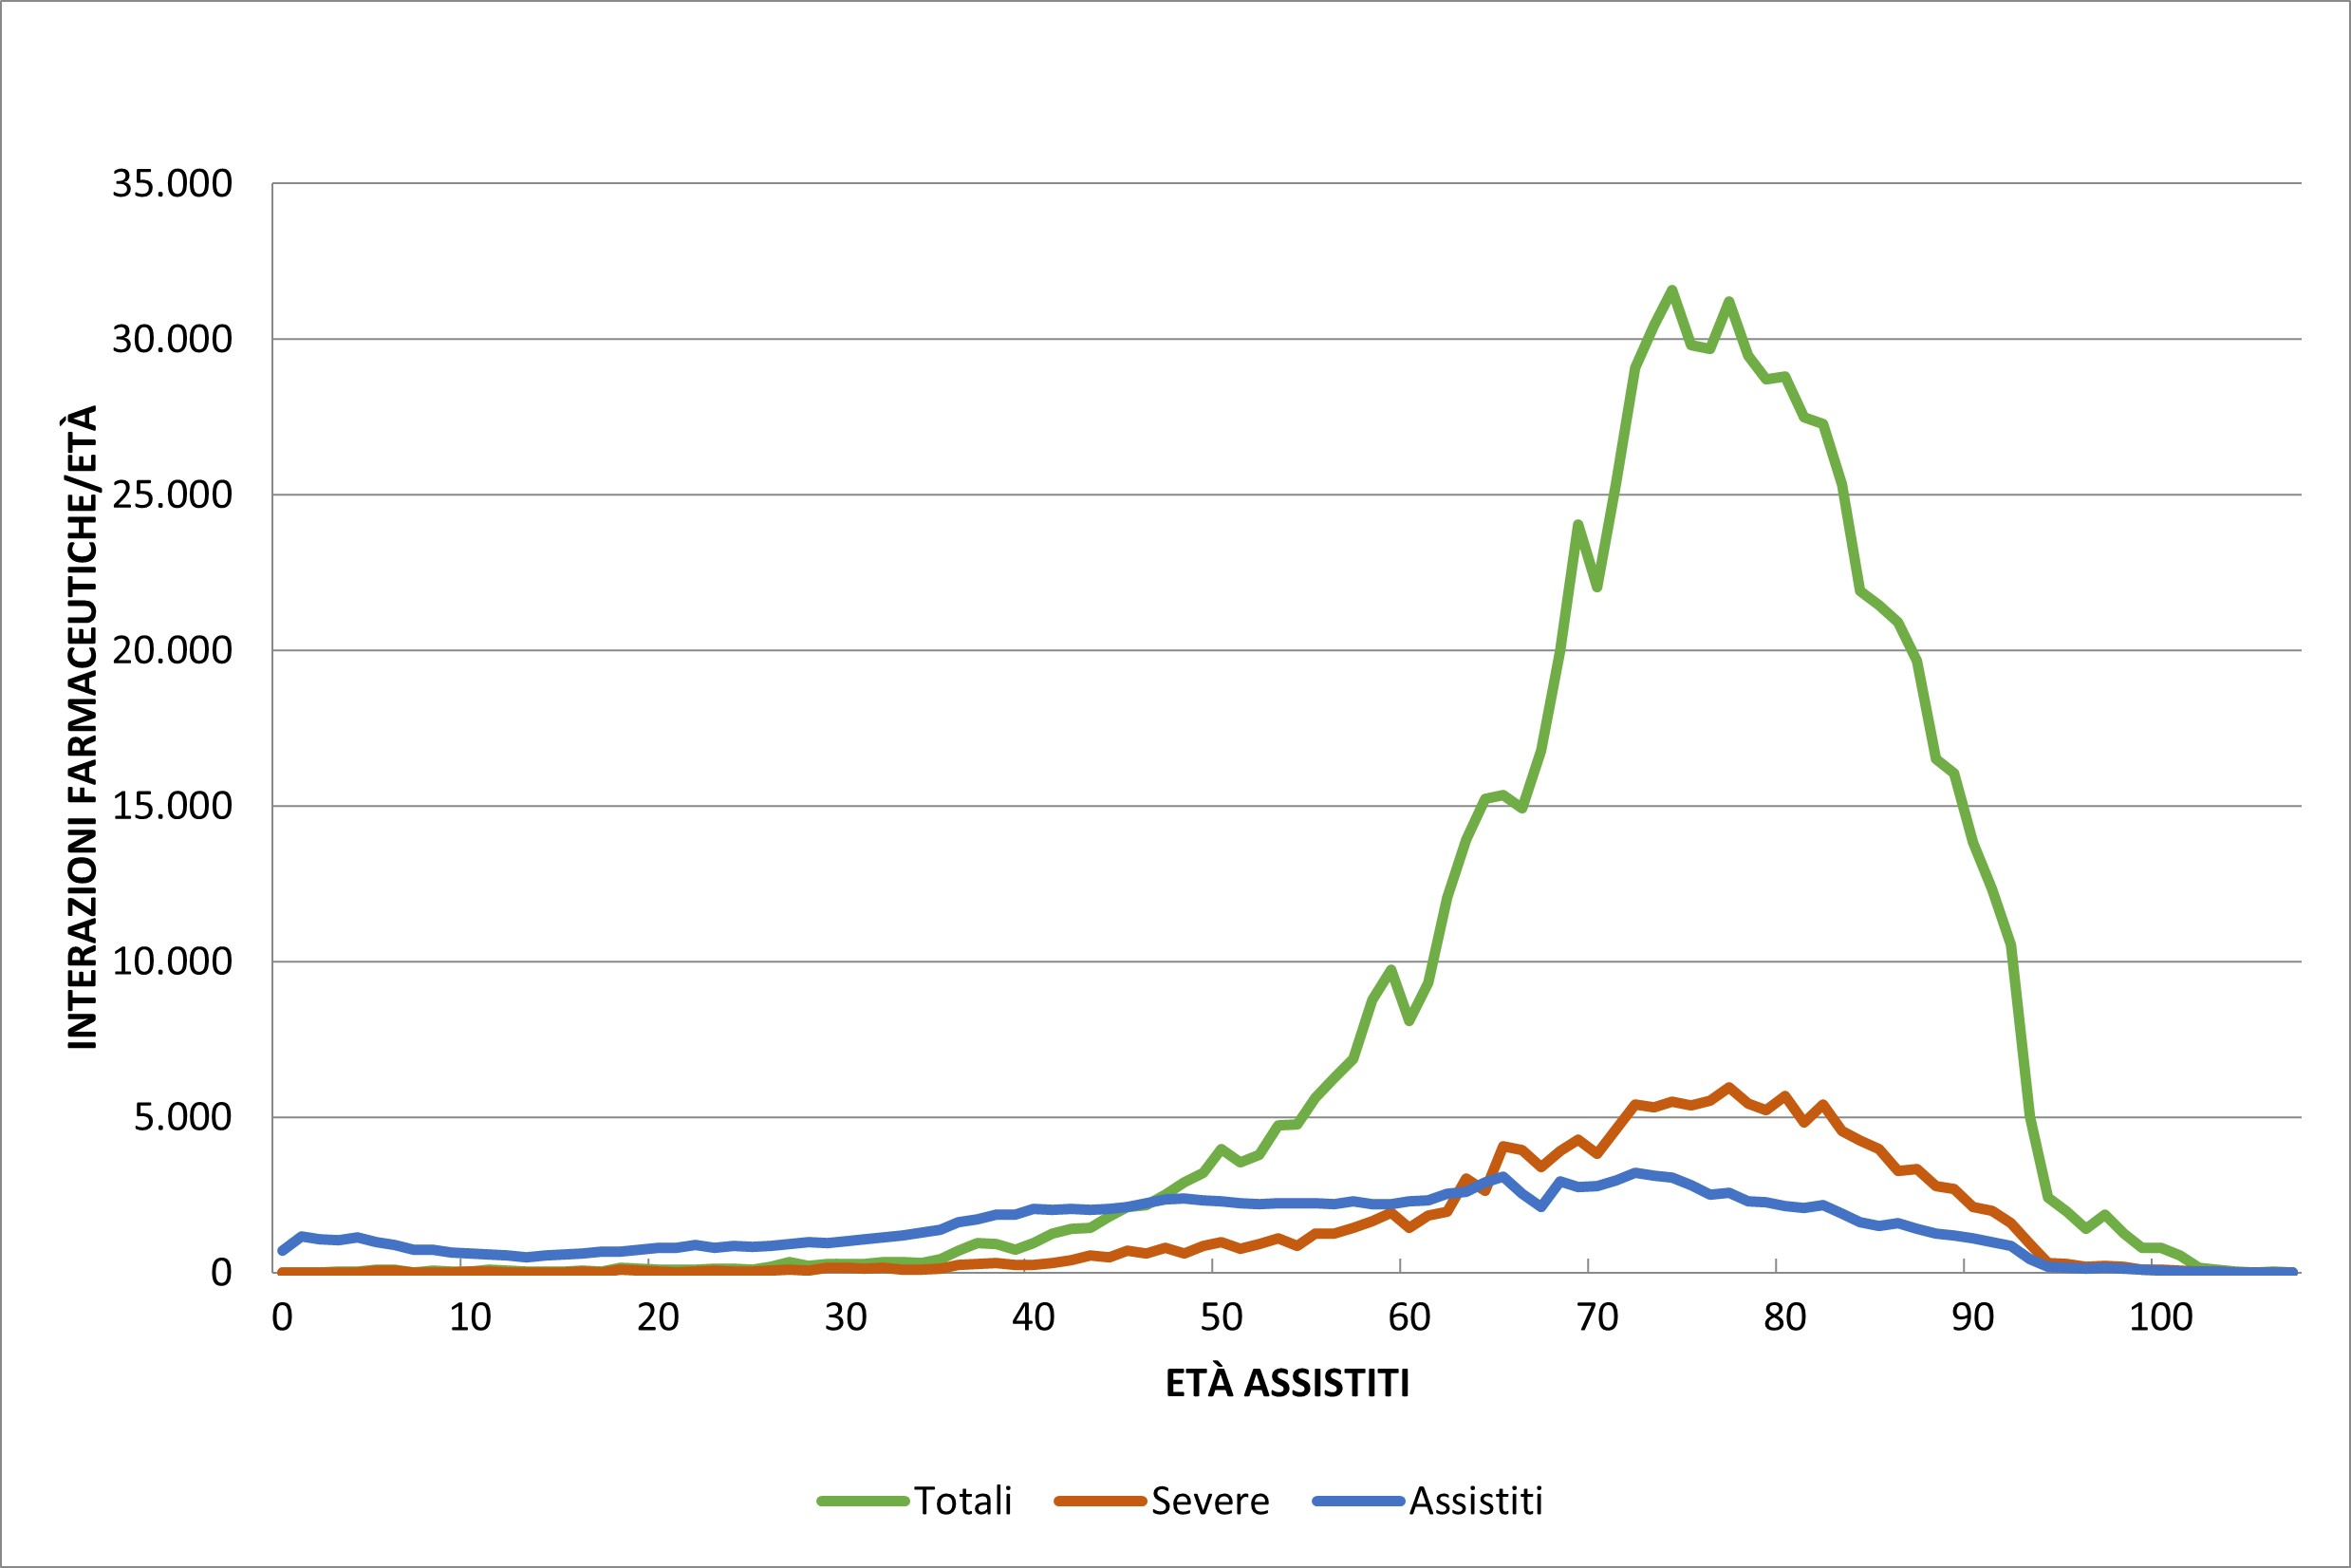 35.000
30.000
25.000
20.000
15.000
10.000
5.000
0
INTERAZIONI FARMACEUTICHE/ETÀ
0 10 20 30 40 50 60 70 80 90 100
ETÀ ASSISTITI
Totali Severe Assistiti